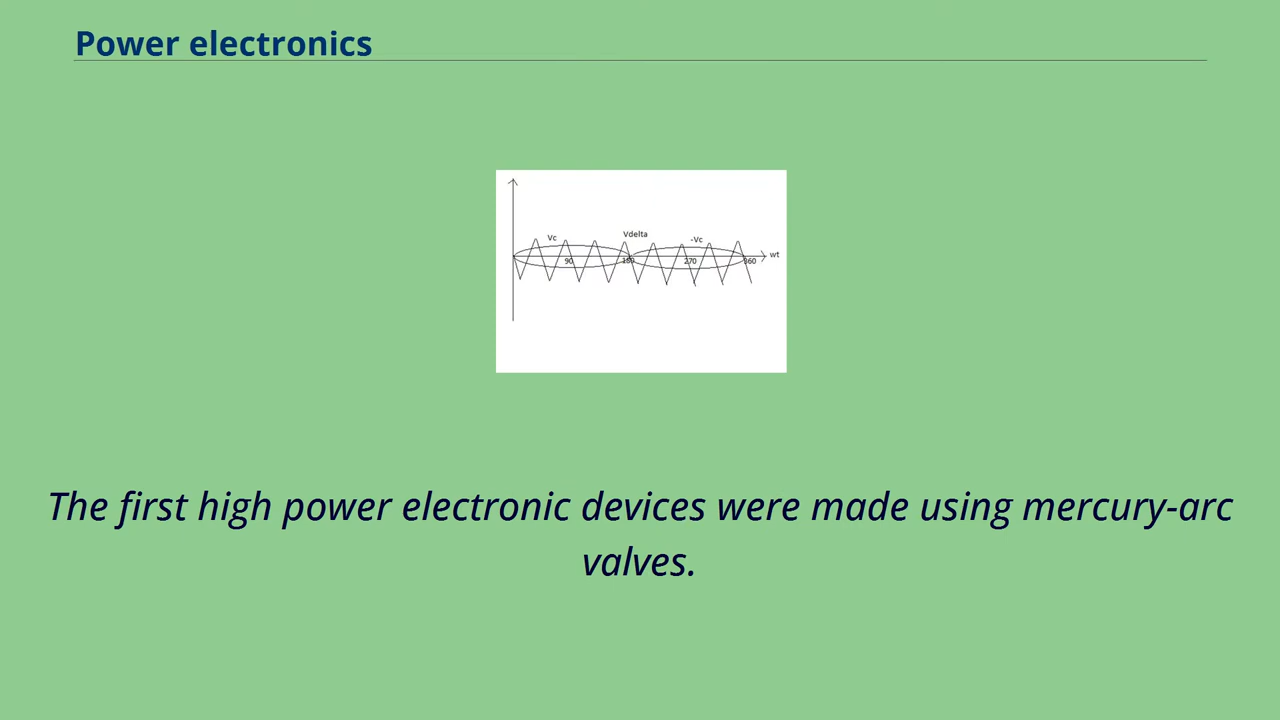 Power electronics
Vc
Vdelta
-Vc
wt
90
180
270
360
The first high power electronic devices were made using mercury-arc
valves.